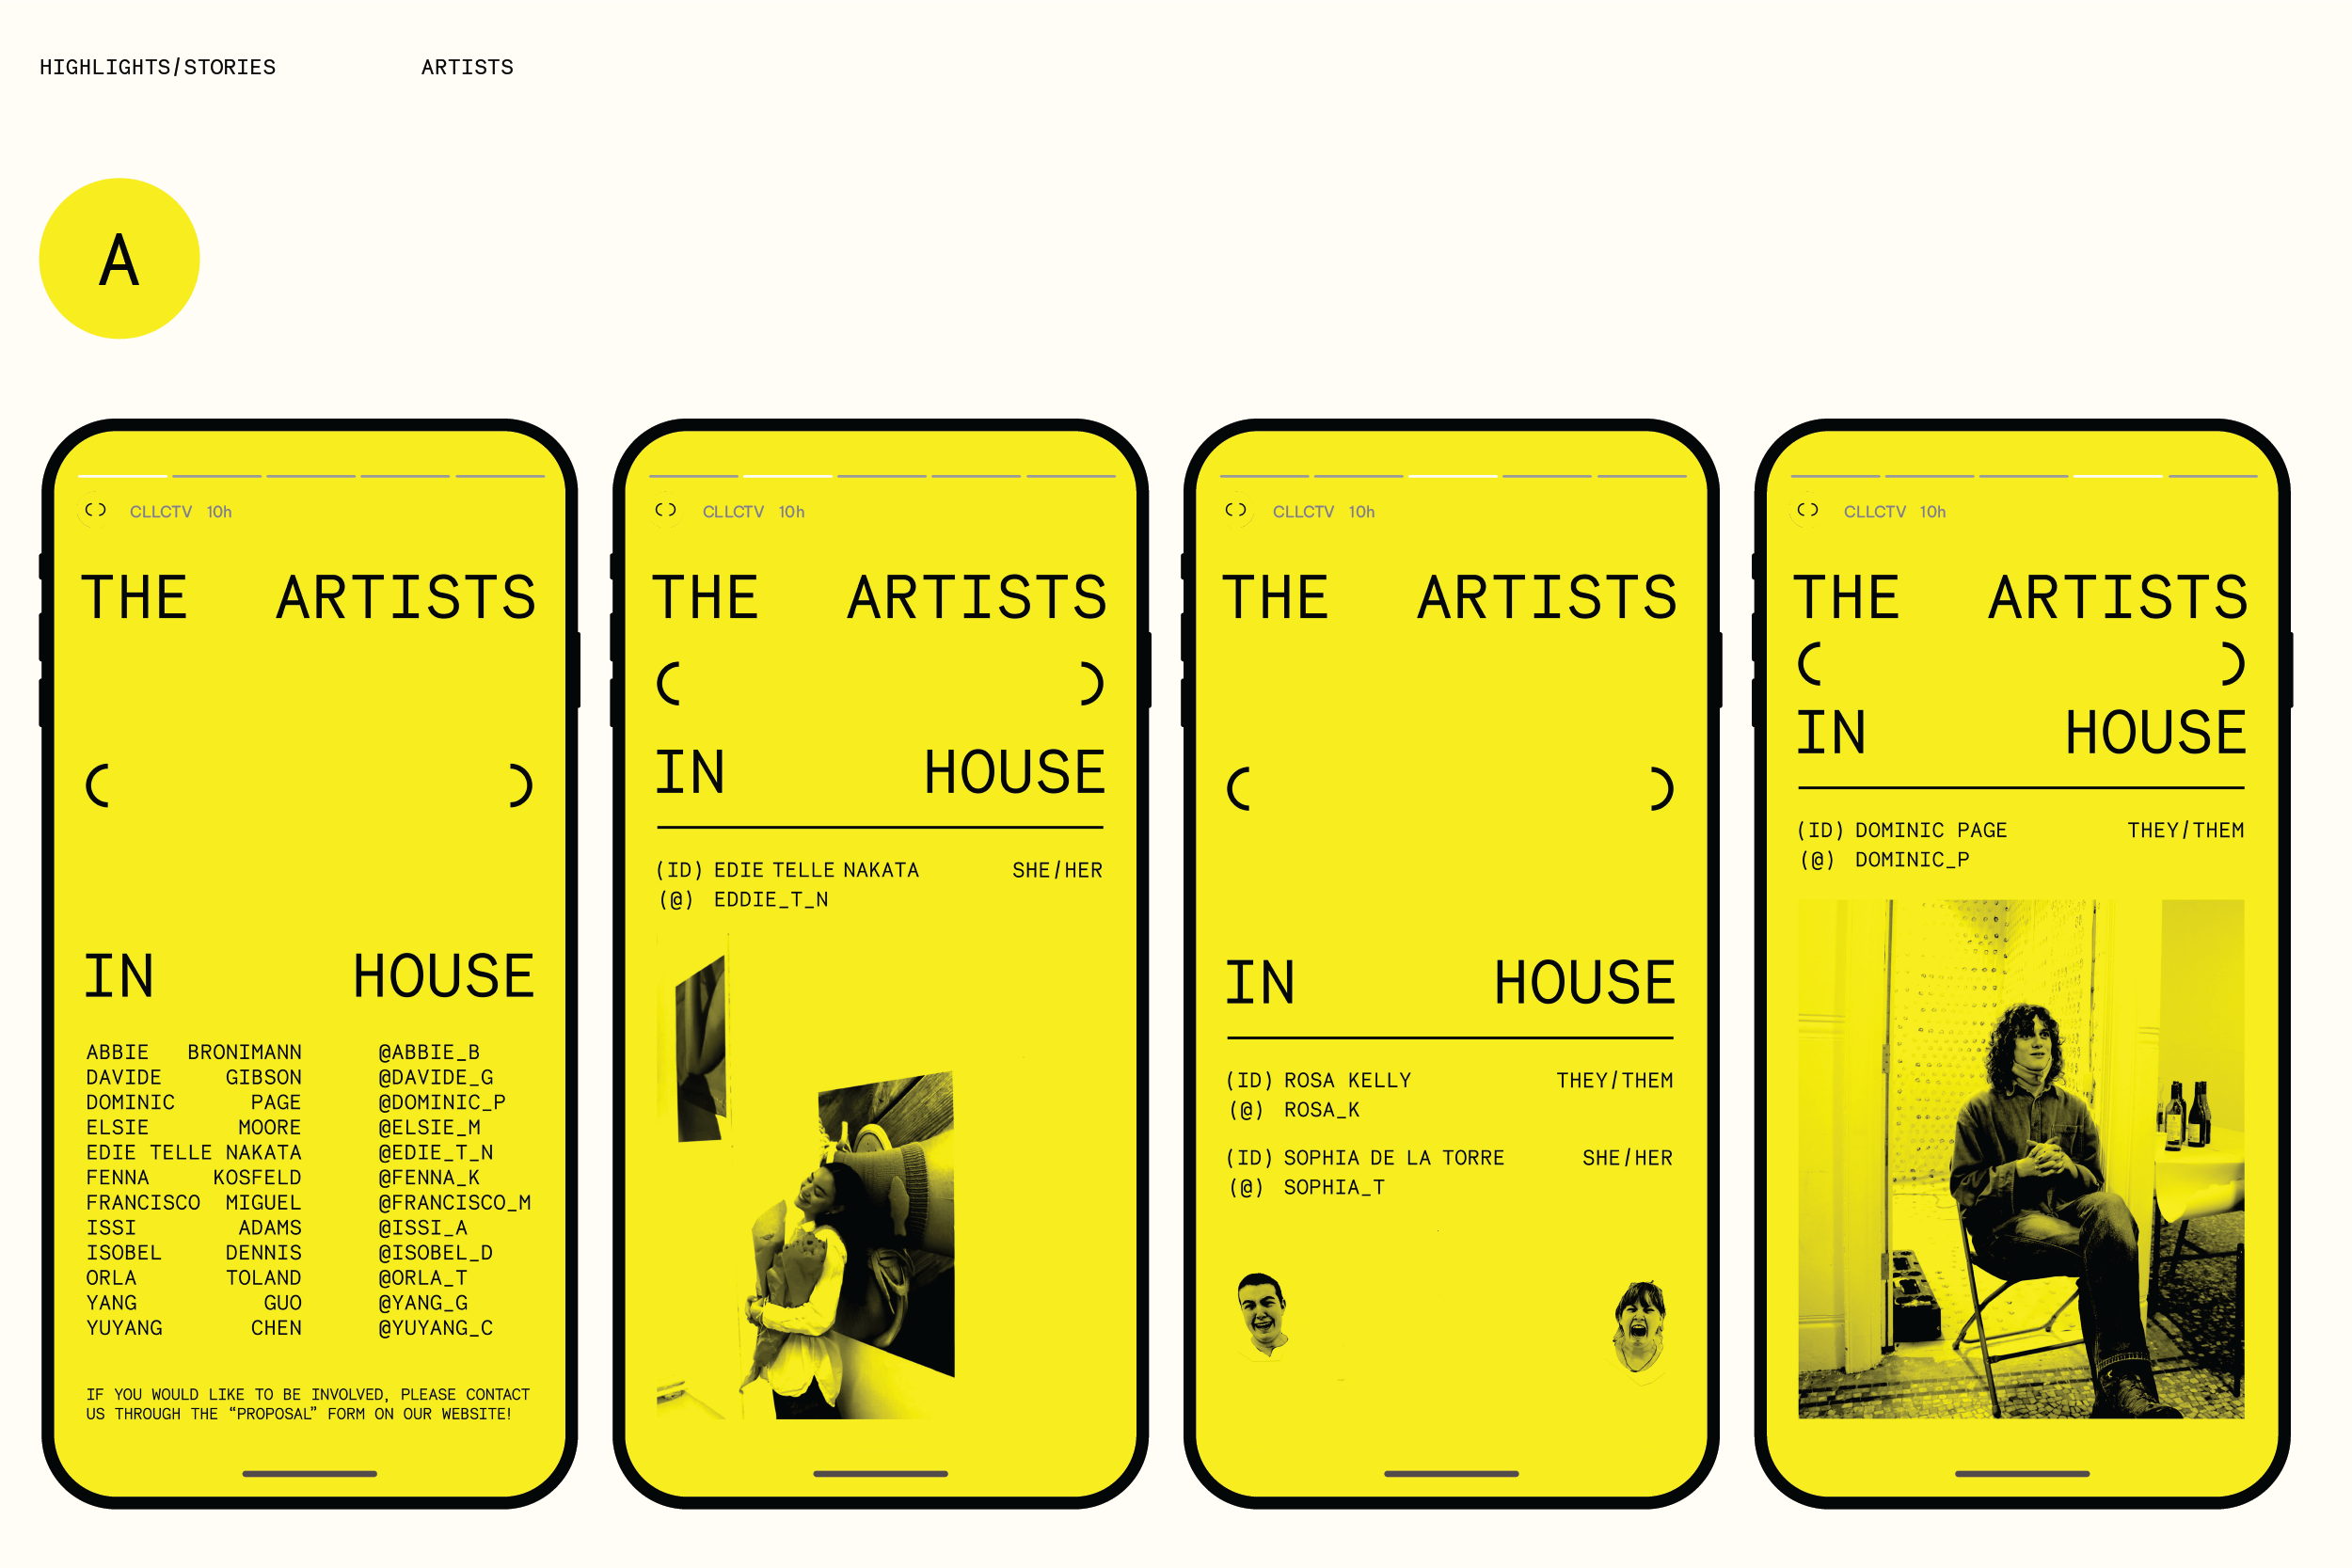 HIGHLIGHTS/STORIES ARTISTS
A
CLLCTV 10h
THE ARTISTS
( )
IN HOUSE
ABBIE BRONIMANN @ABBIE_B
DAVIDE GIBSON @DAVIDE_G
DOMINIC PAGE @DOMINIC_P
ELSIE MOORE @ELSIE_M
EDIE TELLE NAKATA @EDIE_T_N
FENNA KOSFELD @FENNA_K
FRANCISCO MIGUEL @FRANCISCO_M
ISSI ADAMS @ISSI_A
ISOBEL DENNIS @ISOBEL_D
ORLA TOLAND @ORLA_T
YANG GUO @YANG_G
YUYANG CHEN @YUYANG_C
IF YOU WOULD LIKE TO BE INVOLVED, PLEASE CONTACT
US THROUGH THE “PROPOSAL” FORM ON OUR WEBSITE!
CLLCTV 10h
THE ARTISTS
( )
IN HOUSE
(ID) EDIE TELLE NAKATA SHE/HER
(@) EDDIE_T_N
CLLCTV 10h
THE ARTISTS
( )
IN HOUSE
(ID) ROSA KELLY THEY/THEM
(@) ROSA_K
(ID) SOPHIA DE LA TORRE SHE/HER
(@) SOPHIA_T
CLLCTV 10h
THE ARTISTS
( )
IN HOUSE
(ID) DOMINIC PAGE THEY/THEM
(@) DOMINIC_P